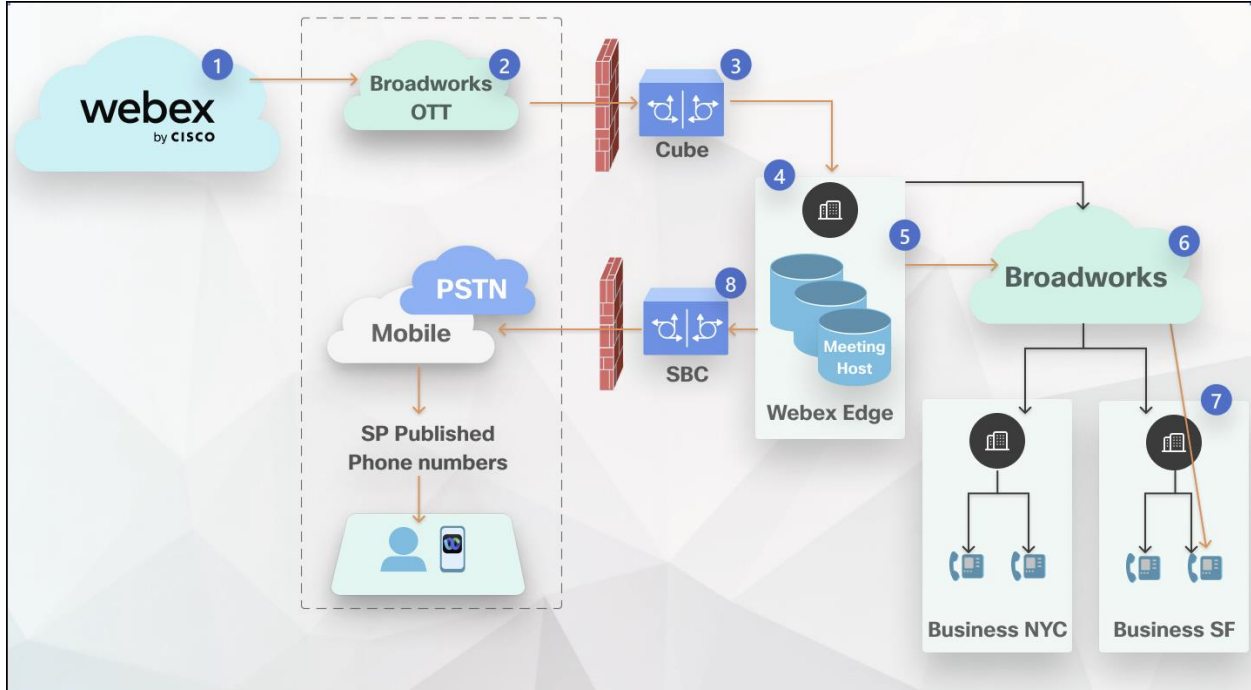 webex
by CISCO
1
Broadworks
OTT
2
Cube
3
4
Meeting
Host
Webex Edge
5
Broadworks
6
PSTN
Mobile
SBC
8
SP Published
Phone numbers
7
Business NYC
Business SF